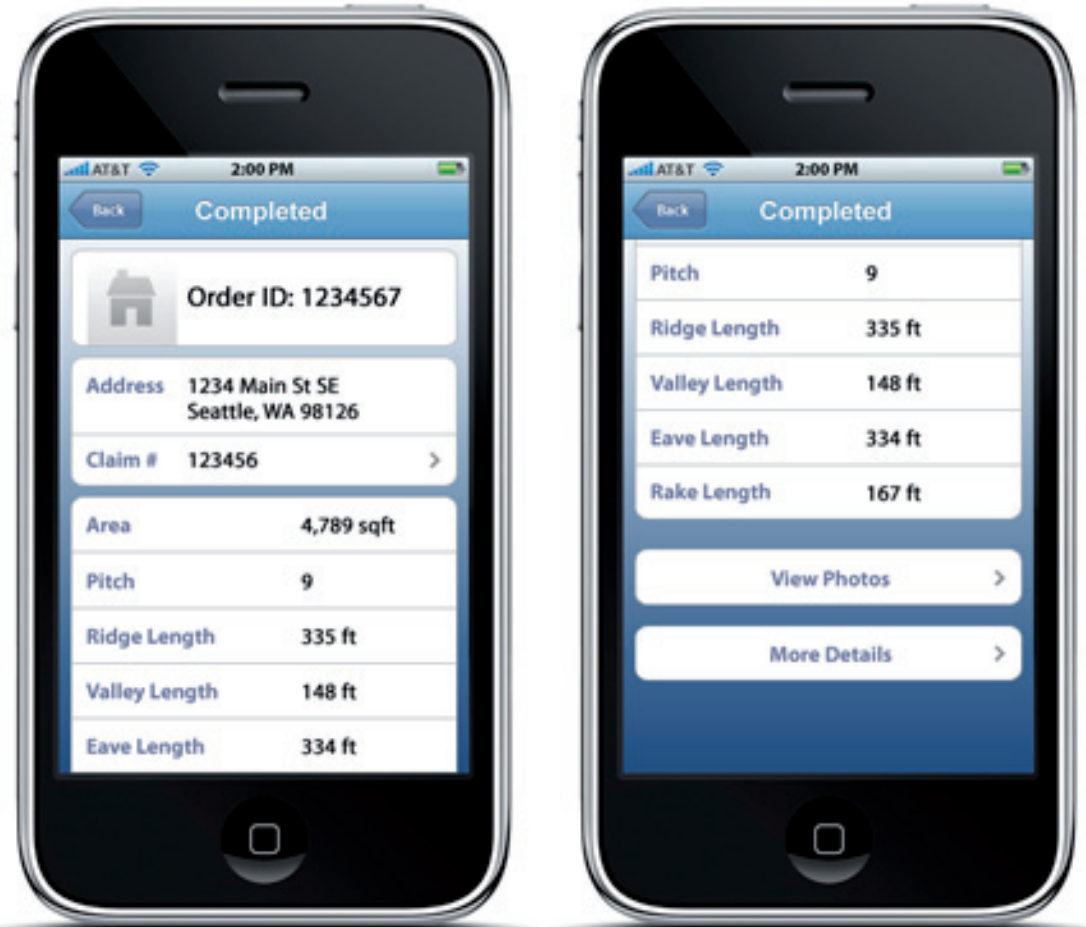 AT&T 2:00 PM
Back Completed
Order ID: 1234567
Address 1234 Main St SE
Seattle, WA 98126
Claim # 123456
Area 4,789 sqft
Pitch 9
Ridge Length 335 ft
Valley Length 148 ft
Eave Length 334 ft
AT&T 2:00 PM
Back Completed
Pitch 9
Ridge Length 335 ft
Valley Length 148 ft
Eave Length 334 ft
Rake Length 167 ft
View Photos
More Details